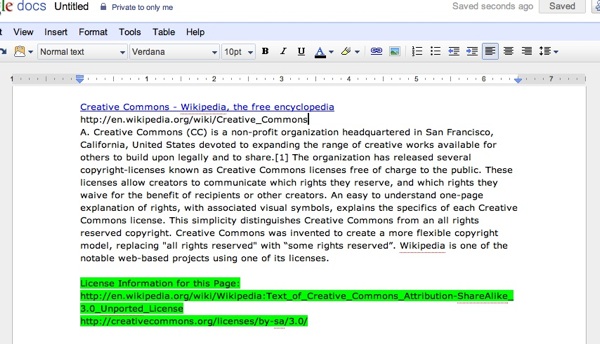 gle docs Untitled Private to only me Saved seconds ago Saved
View Insert Format Tools Table Help
Normal text Verdana 10pt B I U A
1 1 2 3 4 5 6 7
Creative Commons - Wikipedia, the free encyclopedia
http://en.wikipedia.org/wiki/Creative_Commons
A. Creative Commons (CC) is a non-profit organization headquartered in San Francisco,
California, United States devoted to expanding the range of creative works available for
others to build upon legally and to share.[1] The organization has released several
copyright-licenses known as Creative Commons licenses free of charge to the public. These
licenses allow creators to communicate which rights they reserve, and which rights they
waive for the benefit of recipients or other creators. An easy to understand one-page
explanation of rights, with associated visual symbols, explains the specifics of each Creative
Commons license. This simplicity distinguishes Creative Commons from an all rights
reserved copyright. Creative Commons was invented to create a more flexible copyright
model, replacing "all rights reserved" with “some rights reserved”. Wikipedia is one of the
notable web-based projects using one of its licenses.
License Information for this Page:
http://en.wikipedia.org/wiki/Wikipedia:Text_of_Creative_Commons_Attribution-ShareAlike_
3.0_Unported_License
http://creativecommons.org/licenses/by-sa/3.0/